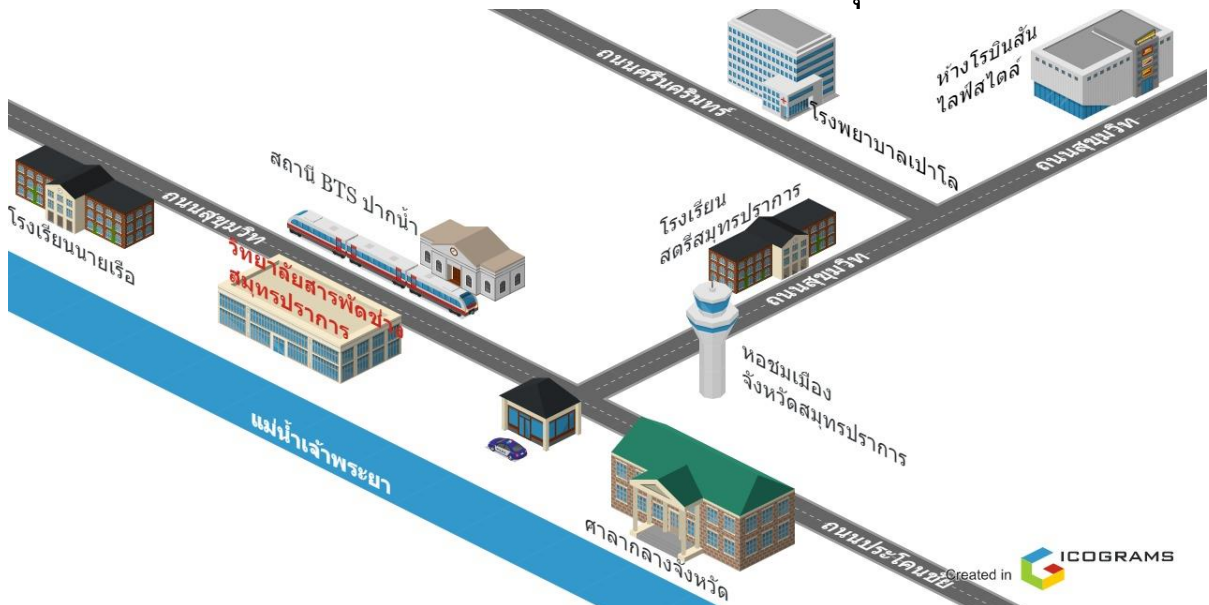 ถนนศรีนครินทร์
ห้างโรบินสัน
ไลฟ์สไตล์
โรงพยาบาลเปาโล
ถนนสุขุมวิท
สถานี BTS ปากน้ำ
โรงเรียน
สตรีสมุทรปราการ
ถนนสุขุมวิท
โรงเรียนนายเรือ
ถนนสุขุมวิท
วิทยาลัยสารพัดช่าง
สมุทรปราการ
หอชมเมือง
จังหวัดสมุทรปราการ
แม่น้ำเจ้าพระยา
ศาลากลางจังหวัด
ถนนประโคนชัย
Created in
ICOGRAMS